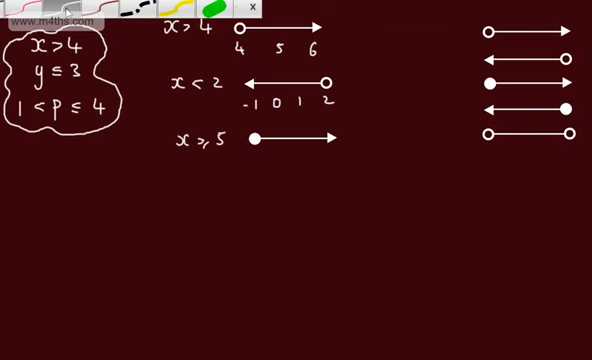 x
www.m4ths.com
x > 4
y ≤ 3
1 < p ≤ 4
x > 4
4 5 6
x < 2
-1 0 1 2
x ≥ 5